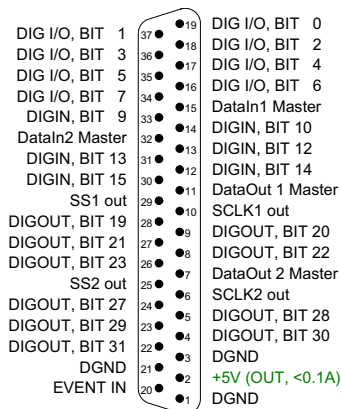 19 DIG I/O, BIT 0
DIG I/O, BIT 1 37
18 DIG I/O, BIT 2
DIG I/O, BIT 3 36
17 DIG I/O, BIT 4
DIG I/O, BIT 5 35
16 DIG I/O, BIT 6
DIG I/O, BIT 7 34
15 DataIn1 Master
DIGIN, BIT 9 33
14 DIGIN, BIT 10
DataIn2 Master 32
13 DIGIN, BIT 12
DIGIN, BIT 13 31
12 DIGIN, BIT 14
DIGIN, BIT 15 30
11 DataOut 1 Master
SS1 out 29
10 SCLK1 out
DIGOUT, BIT 19 28
9 DIGOUT, BIT 20
DIGOUT, BIT 21 27
8 DIGOUT, BIT 22
DIGOUT, BIT 23 26
7 DataOut 2 Master
SS2 out 25
6 SCLK2 out
DIGOUT, BIT 27 24
5 DIGOUT, BIT 28
DIGOUT, BIT 29 23
4 DIGOUT, BIT 30
DIGOUT, BIT 31 22
3 DGND
DGND 21
2 +5V (OUT, <0.1A)
EVENT IN 20
1 DGND